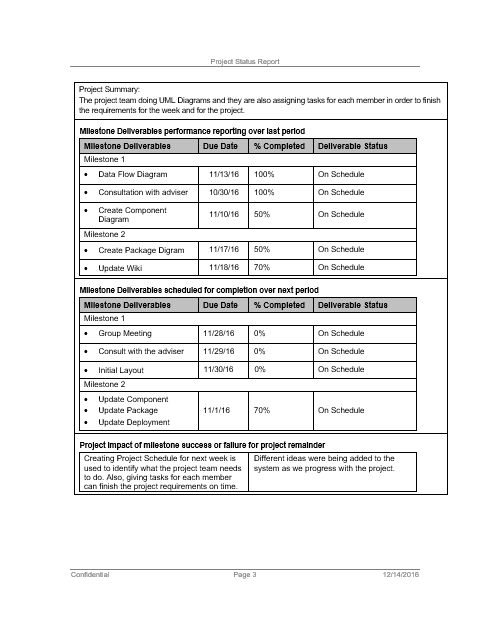 Project Status Report
Project Summary:
The project team doing UML Diagrams and they are also assigning tasks for each member in order to finish
the requirements for the week and for the project.
Milestone Deliverables performance reporting over last period
Milestone Deliverables Due Date % Completed Deliverable Status
Milestone 1
• Data Flow Diagram 11/13/16 100% On Schedule
• Consultation with adviser 10/30/16 100% On Schedule
• Create Component
Diagram 11/10/16 50% On Schedule
Milestone 2
• Create Package Digram 11/17/16 50% On Schedule
• Update Wiki 11/18/16 70% On Schedule
Milestone Deliverables scheduled for completion over next period
Milestone Deliverables Due Date % Completed Deliverable Status
Milestone 1
• Group Meeting 11/28/16 0% On Schedule
• Consult with the adviser 11/29/16 0% On Schedule
• Initial Layout 11/30/16 0% On Schedule
Milestone 2
• Update Component
• Update Package 11/1/16 70% On Schedule
• Update Deployment
Project impact of milestone success or failure for project remainder
Creating Project Schedule for next week is
used to identify what the project team needs
to do. Also, giving tasks for each member
can finish the project requirements on time.
Different ideas were being added to the
system as we progress with the project.
Confidential Page 3 12/14/2016